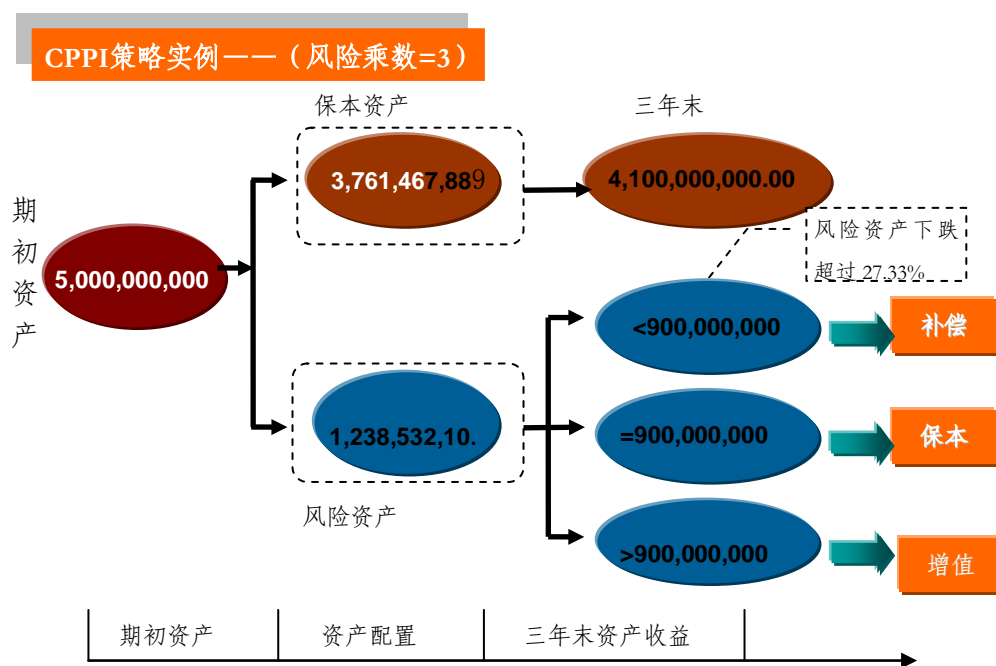 CPPI策略实例——（风险乘数=3）
保本资产
三年末
3,761,467,889
4,100,000,000.00
期初资产
5,000,000,000
风险资产下跌
超过 27.33%
<900,000,000
补偿
1,238,532,10.
=900,000,000
保本
风险资产
>900,000,000
增值
期初资产
资产配置
三年末资产收益